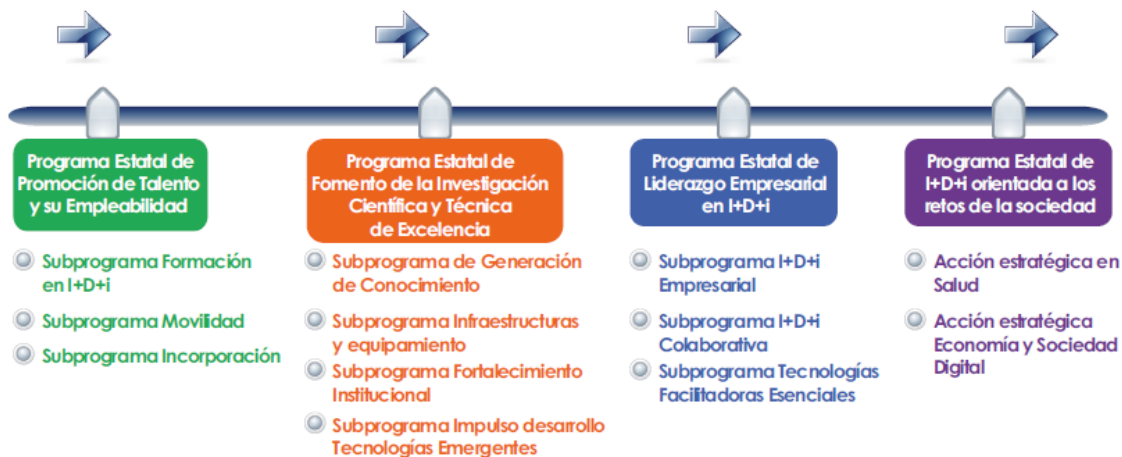 Programa Estatal de
Promoción de Talento
y su Empleabilidad
Subprograma Formación
en I+D+i
Subprograma Movilidad
Subprograma Incorporación
Programa Estatal de
Fomento de la Investigación
Científica y Técnica
de Excelencia
Subprograma de Generación
de Conocimiento
Subprograma Infraestructuras
y equipamiento
Subprograma Fortalecimiento
Institucional
Subprograma Impulso desarrollo
Tecnologías Emergentes
Programa Estatal de
Liderazgo Empresarial
en I+D+i
Subprograma I+D+i
Empresarial
Subprograma I+D+i
Colaborativa
Subprograma Tecnologías
Facilitadoras Esenciales
Programa Estatal de
I+D+i orientada a los
retos de la sociedad
Acción estratégica en
Salud
Acción estratégica
Economía y Sociedad
Digital